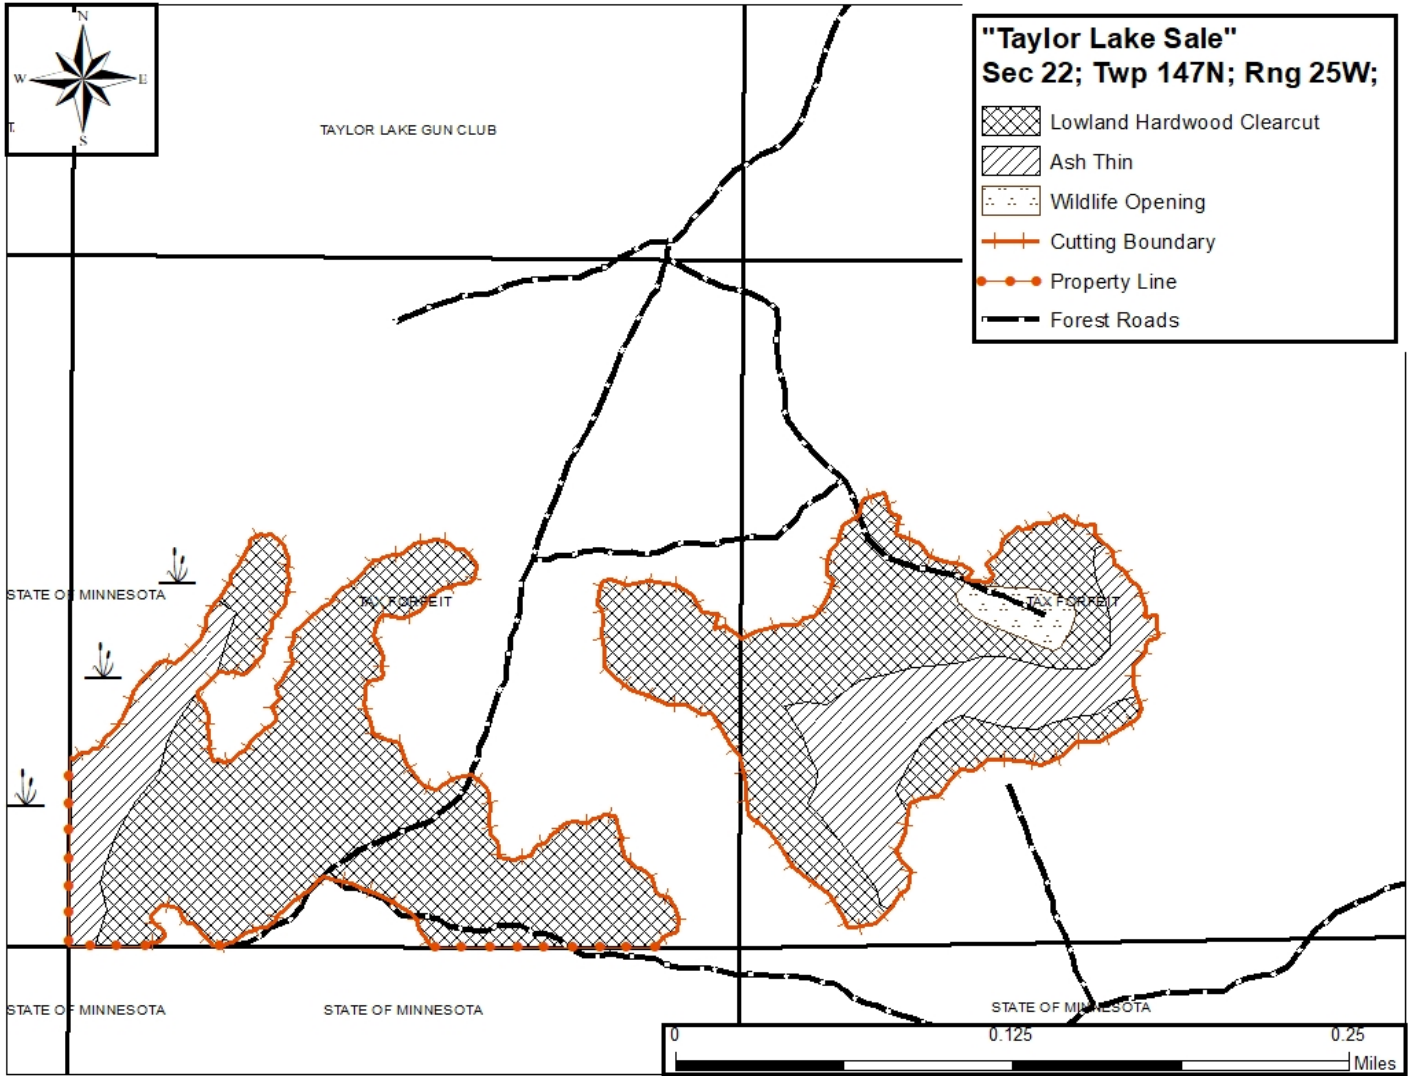 N
W E
S
T.
"Taylor Lake Sale"
Sec 22; Twp 147N; Rng 25W;
Lowland Hardwood Clearcut
Ash Thin
Wildlife Opening
Cutting Boundary
Property Line
Forest Roads
TAYLOR LAKE GUN CLUB
STATE OF MINNESOTA
TAX FORFEIT
TAX FORFEIT
STATE OF MINNESOTA
STATE OF MINNESOTA
STATE OF MINNESOTA
0 0.125 0.25
Miles